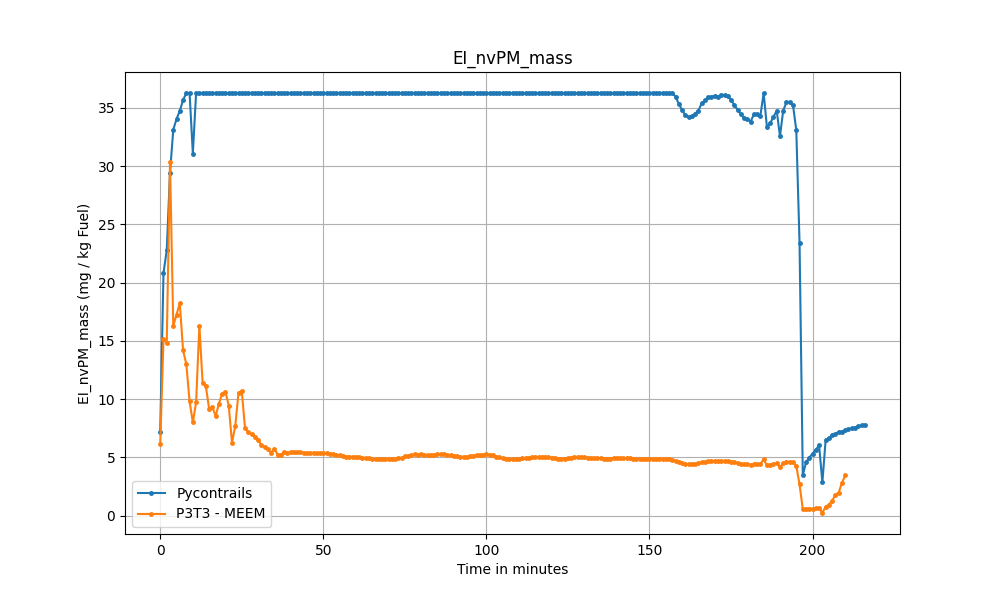 EI_nvPM_mass
EI_nvPM_mass (mg / kg Fuel)
35
30
25
20
15
10
5
0
Pycontrails
P3T3 - MEEM
0 50 100 150 200
Time in minutes